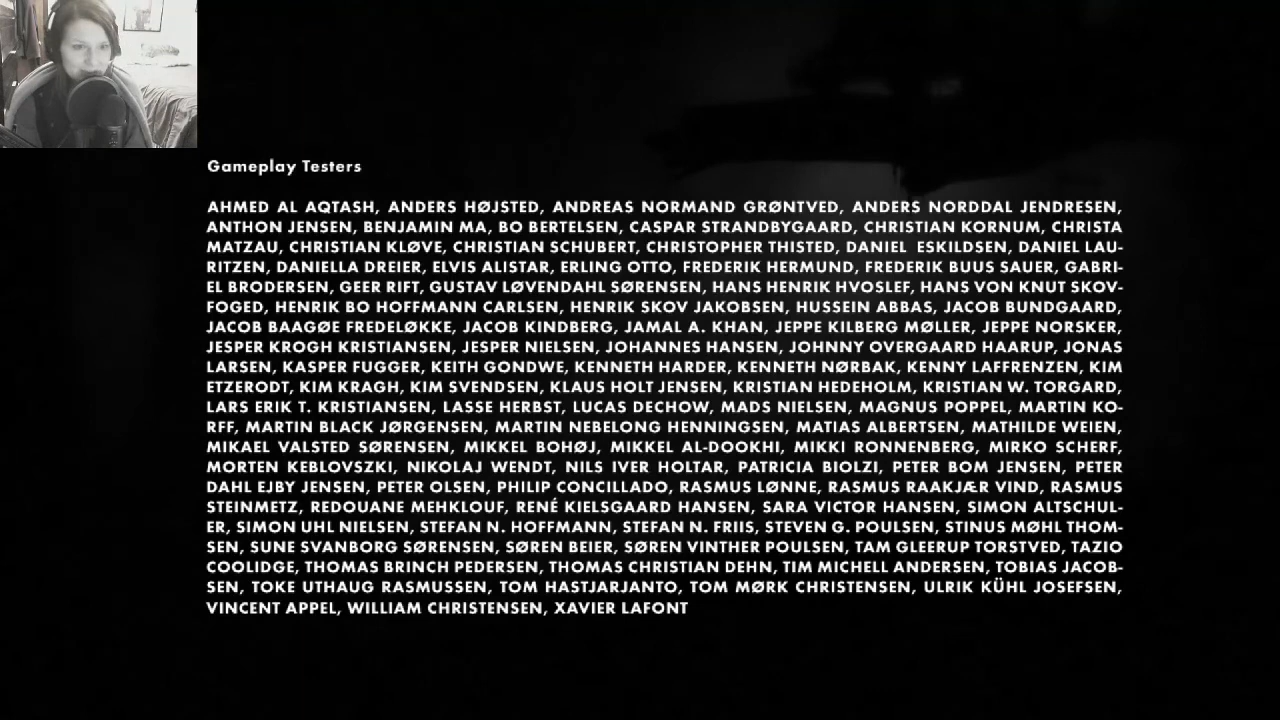 Gameplay Testers
AHMED AL AQTASH, ANDERS HØJSTED, ANDREAS NORMAND GRØNTVED, ANDERS NORDDAL JENDRESEN,
ANTHON JENSEN, BENJAMIN MA, BO BERTELSEN, CASPAR STRANDBYGAARD, CHRISTIAN KORNUM, CHRISTA
MATZAU, CHRISTIAN KLØVE, CHRISTIAN SCHUBERT, CHRISTOPHER THISTED, DANIEL ESKILDSEN, DANIEL LAU-
RITZEN, DANIELLA DREIER, ELVIS ALISTAR, ERLING OTTO, FREDERIK HERMUND, FREDERIK BUUS SAUER, GABRI-
EL BRODERSEN, GEER RIFT, GUSTAV LØVENDAHL SØRENSEN, HANS HENRIK HVOSLEF, HANS VON KNUT SKOV-
FOGED, HENRIK BO HOFFMANN CARLSEN, HENRIK SKOV JAKOBSEN, HUSSEIN ABBAS, JACOB BUNDGAARD,
JACOB BAAGØE FREDELØKKE, JACOB KINDBERG, JAMAL A. KHAN, JEPPE KILBERG MØLLER, JEPPE NORSKER,
JESPER KROGH KRISTIANSEN, JESPER NIELSEN, JOHANNES HANSEN, JOHNNY OVERGAARD HAARUP, JONAS
LARSEN, KASPER FUGGER, KEITH GONDWE, KENNETH HARDER, KENNETH NØRBAK, KENNY LAFFRENZEN, KIM
ETZERODT, KIM KRAGH, KIM SVENDSEN, KLAUS HOLT JENSEN, KRISTIAN HEDEHOLM, KRISTIAN W. TORGARD,
LARS ERIK T. KRISTIANSEN, LASSE HERBST, LUCAS DECHOW, MADS NIELSEN, MAGNUS POPPEL, MARTIN KO-
RFF, MARTIN BLACK JØRGENSEN, MARTIN NEBELONG HENNINGSEN, MATIAS ALBERTSEN, MATHILDE WEIEN,
MIKAEL VALSTED SØRENSEN, MIKKEL BOHØJ, MIKKEL AL-DOOKHI, MIKKI RONNENBERG, MIRKO SCHERF,
MORTEN KEBLOVSZKI, NIKOLAJ WENDT, NILS IVER HOLTAR, PATRICIA BIOLZI, PETER BOM JENSEN, PETER
DAHL EJBY JENSEN, PETER OLSEN, PHILIP CONCILLADO, RASMUS LØNNE, RASMUS RAAKJÆR VIND, RASMUS
STEINMETZ, REDOUANE MEHKLOUF, RENÉ KIELSGAARD HANSEN, SARA VICTOR HANSEN, SIMON ALTSCHUL-
ER, SIMON UHL NIELSEN, STEFAN N. HOFFMANN, STEFAN N. FRIIS, STEVEN G. POULSEN, STINUS MØHL THOM-
SEN, SUNE SVANBORG SØRENSEN, SØREN BEIER, SØREN VINTHER POULSEN, TAM GLEERUP TORSTVED, TAZIO
COOLIDGE, THOMAS BRINCH PEDERSEN, THOMAS CHRISTIAN DEHN, TIM MICHELL ANDERSEN, TOBIAS JACOB-
SEN, TOKE UTHAUG RASMUSSEN, TOM HASTJARJANTO, TOM MØRK CHRISTENSEN, ULRIK KÜHL JOSEFSEN,
VINCENT APPEL, WILLIAM CHRISTENSEN, XAVIER LAFONT